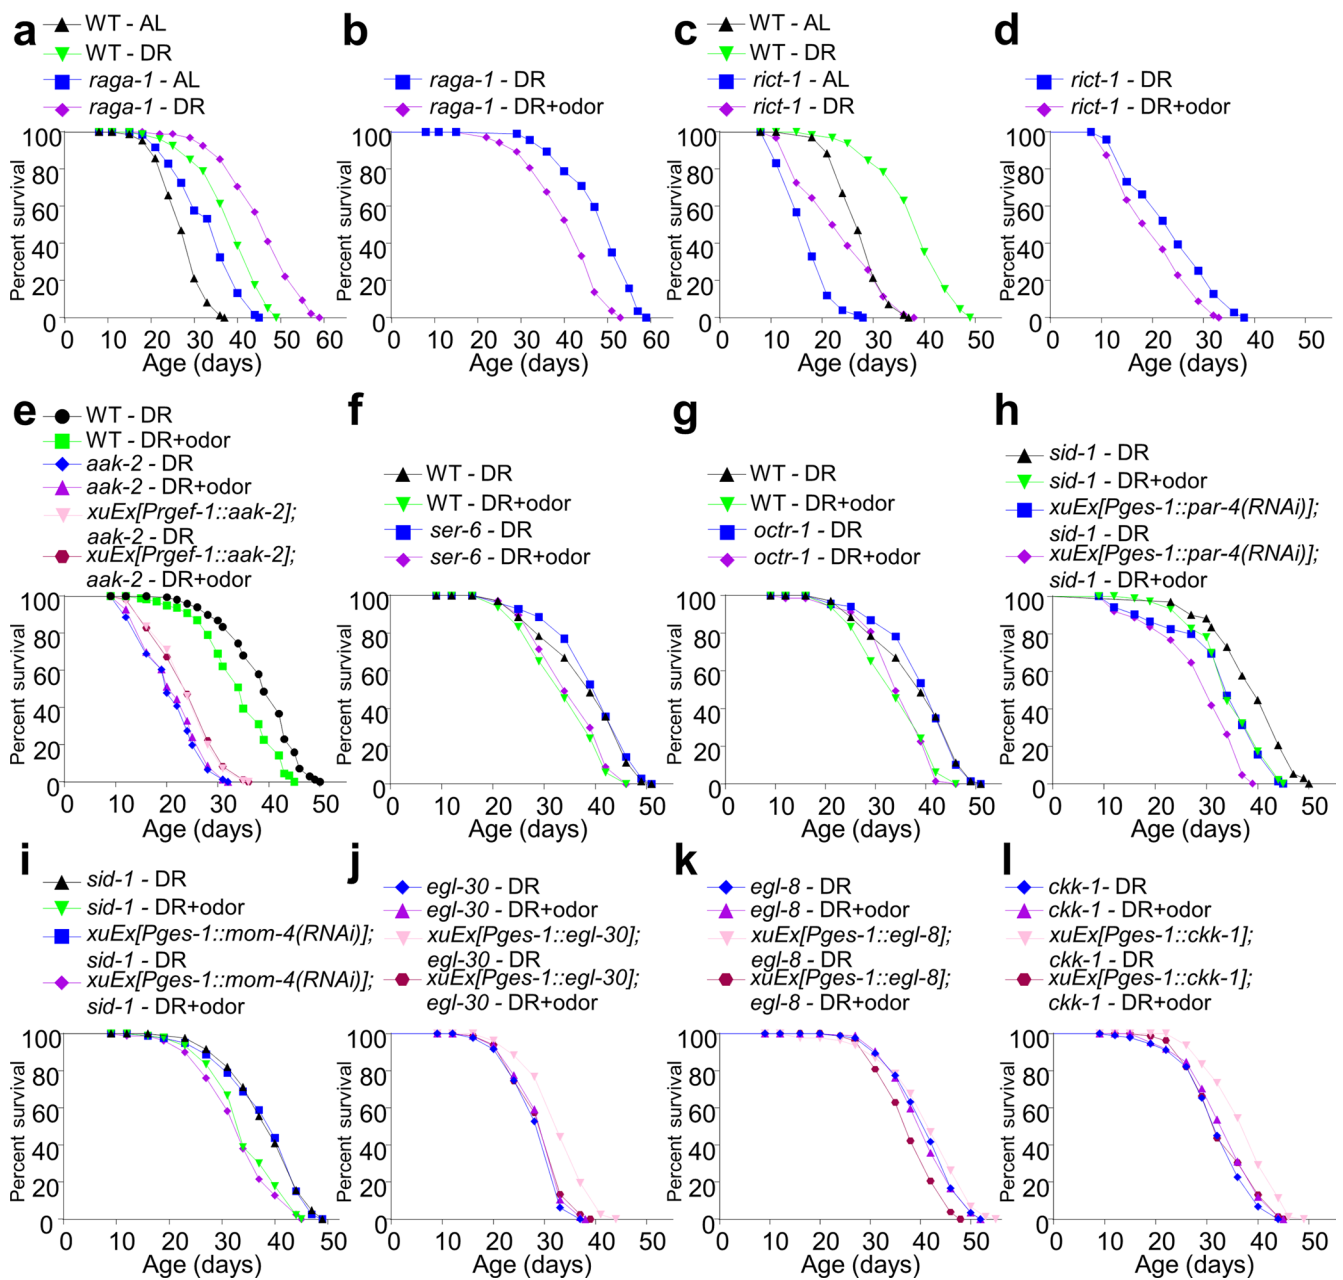 a
WT - AL
WT - DR
raga-1 - AL
raga-1 - DR
100
80
60
40
20
0
Percent survival
0 10 20 30 40 50 60
Age (days)
b
raga-1 - DR
raga-1 - DR+odor
100
80
60
40
20
0
Percent survival
0 10 20 30 40 50 60
Age (days)
c
WT - AL
WT - DR
rict-1 - AL
rict-1 - DR
100
80
60
40
20
0
Percent survival
0 10 20 30 40 50
Age (days)
d
rict-1 - DR
rict-1 - DR+odor
100
80
60
40
20
0
Percent survival
0 10 20 30 40 50
Age (days)
e
WT - DR
WT - DR+odor
aak-2 - DR
aak-2 - DR+odor
xuEx[Prgef-1::aak-2];
aak-2 - DR
xuEx[Prgef-1::aak-2];
aak-2 - DR+odor
100
80
60
40
20
0
Percent survival
0 10 20 30 40 50
Age (days)
f
WT - DR
WT - DR+odor
ser-6 - DR
ser-6 - DR+odor
100
80
60
40
20
0
Percent survival
0 10 20 30 40 50
Age (days)
g
WT - DR
WT - DR+odor
octr-1 - DR
octr-1 - DR+odor
100
80
60
40
20
0
Percent survival
0 10 20 30 40 50
Age (days)
h
sid-1 - DR
sid-1 - DR+odor
xuEx[Pges-1::par-4(RNAi)];
sid-1 - DR
xuEx[Pges-1::par-4(RNAi)];
sid-1 - DR+odor
100
80
60
40
20
0
Percent survival
0 10 20 30 40 50
Age (days)
i
sid-1 - DR
sid-1 - DR+odor
xuEx[Pges-1::mom-4(RNAi)];
sid-1 - DR
xuEx[Pges-1::mom-4(RNAi)];
sid-1 - DR+odor
100
80
60
40
20
0
Percent survival
0 10 20 30 40 50
Age (days)
j
egl-30 - DR
egl-30 - DR+odor
xuEx[Pges-1::egl-30];
egl-30 - DR
xuEx[Pges-1::egl-30];
egl-30 - DR+odor
100
80
60
40
20
0
Percent survival
0 10 20 30 40 50
Age (days)
k
egl-8 - DR
egl-8 - DR+odor
xuEx[Pges-1::egl-8];
egl-8 - DR
xuEx[Pges-1::egl-8];
egl-8 - DR+odor
100
80
60
40
20
0
Percent survival
0 10 20 30 40 50
Age (days)
l
ckk-1- DR
ckk-1 - DR+odor
xuEx[Pges-1::ckk-1];
ckk-1 - DR
xuEx[Pges-1::ckk-1];
ckk-1 - DR+odor
100
80
60
40
20
0
Percent survival
0 10 20 30 40 50
Age (days)